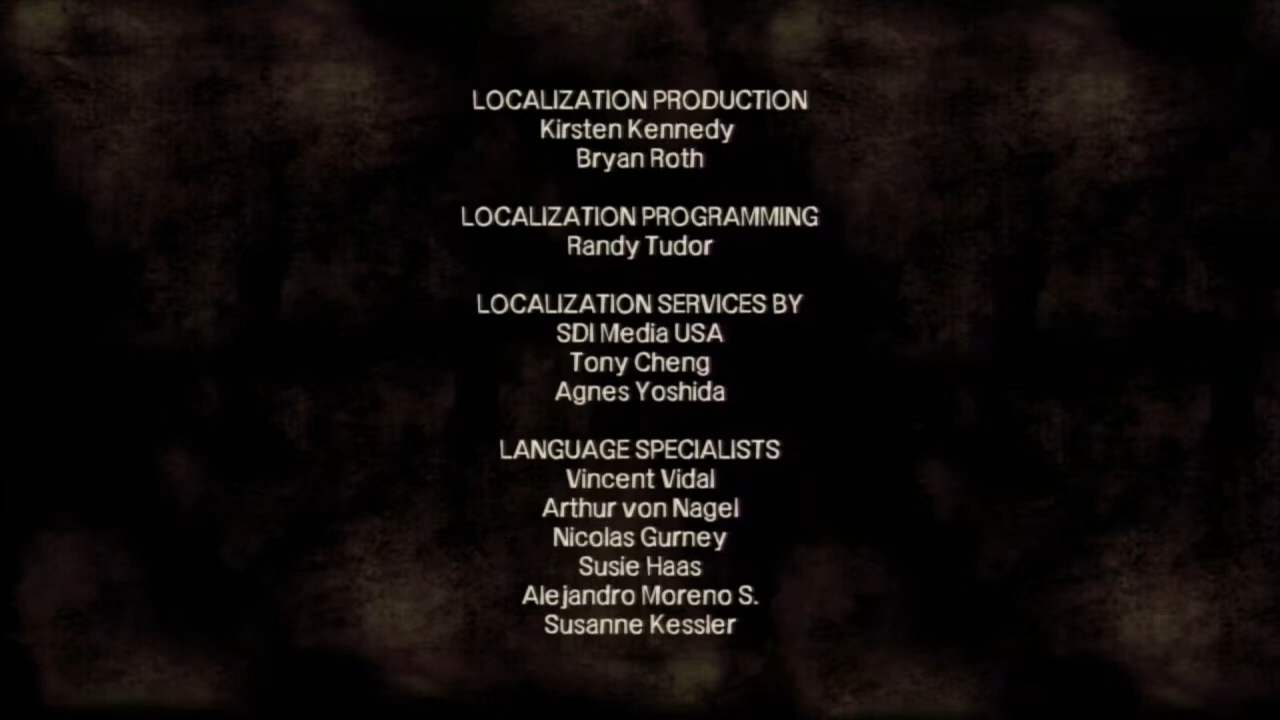 LOCALIZATION PRODUCTION
Kirsten Kennedy
Bryan Roth
LOCALIZATION PROGRAMMING
Randy Tudor
LOCALIZATION SERVICES BY
SDI Media USA
Tony Cheng
Agnes Yoshida
LANGUAGE SPECIALISTS
Vincent Vidal
Arthur von Nagel
Nicolas Gurney
Susie Haas
Alejandro Moreno S.
Susanne Kessler